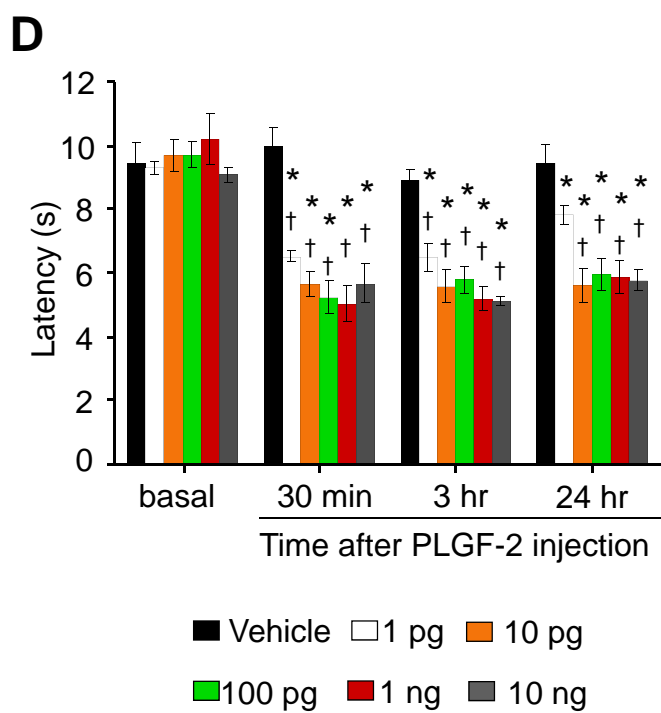 D
12
10
8
6
4
2
0
Latency (s)
* * * * * * * * * * * * * * *
† † † † † † † † † † † † † †
basal 30 min 3 hr 24 hr
Time after PLGF-2 injection
Vehicle 1 pg 10 pg
100 pg 1 ng 10 ng